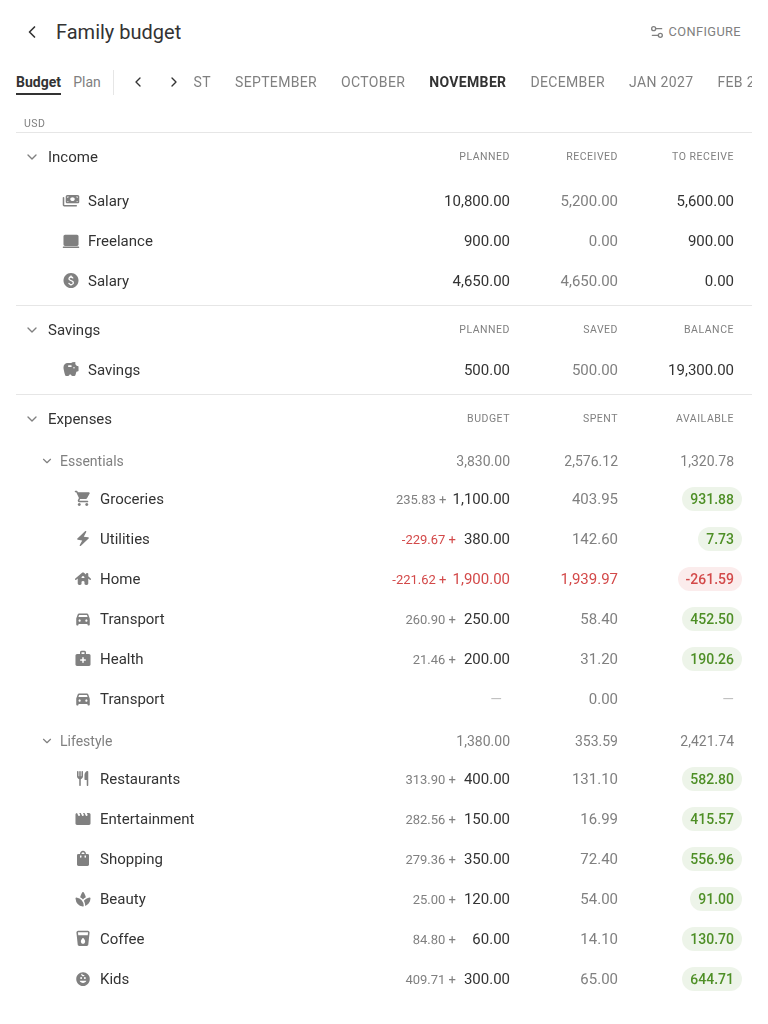 Family budget CONFIGURE
Budget Plan ST SEPTEMBER OCTOBER NOVEMBER DECEMBER JAN 2027 FEB 2
USD
Income PLANNED RECEIVED TO RECEIVE
Salary 10,800.00 5,200.00 5,600.00
Freelance 900.00 0.00 900.00
Salary 4,650.00 4,650.00 0.00
Savings PLANNED SAVED BALANCE
Savings 500.00 500.00 19,300.00
Expenses BUDGET SPENT AVAILABLE
Essentials 3,830.00 2,576.12 1,320.78
Groceries 235.83 + 1,100.00 403.95 931.88
Utilities -229.67 + 380.00 142.60 7.73
Home -221.62 + 1,900.00 1,939.97 -261.59
Transport 260.90 + 250.00 58.40 452.50
Health 21.46 + 200.00 31.20 190.26
Transport — 0.00 —
Lifestyle 1,380.00 353.59 2,421.74
Restaurants 313.90 + 400.00 131.10 582.80
Entertainment 282.56 + 150.00 16.99 415.57
Shopping 279.36 + 350.00 72.40 556.96
Beauty 25.00 + 120.00 54.00 91.00
Coffee 84.80 + 60.00 14.10 130.70
Kids 409.71 + 300.00 65.00 644.71